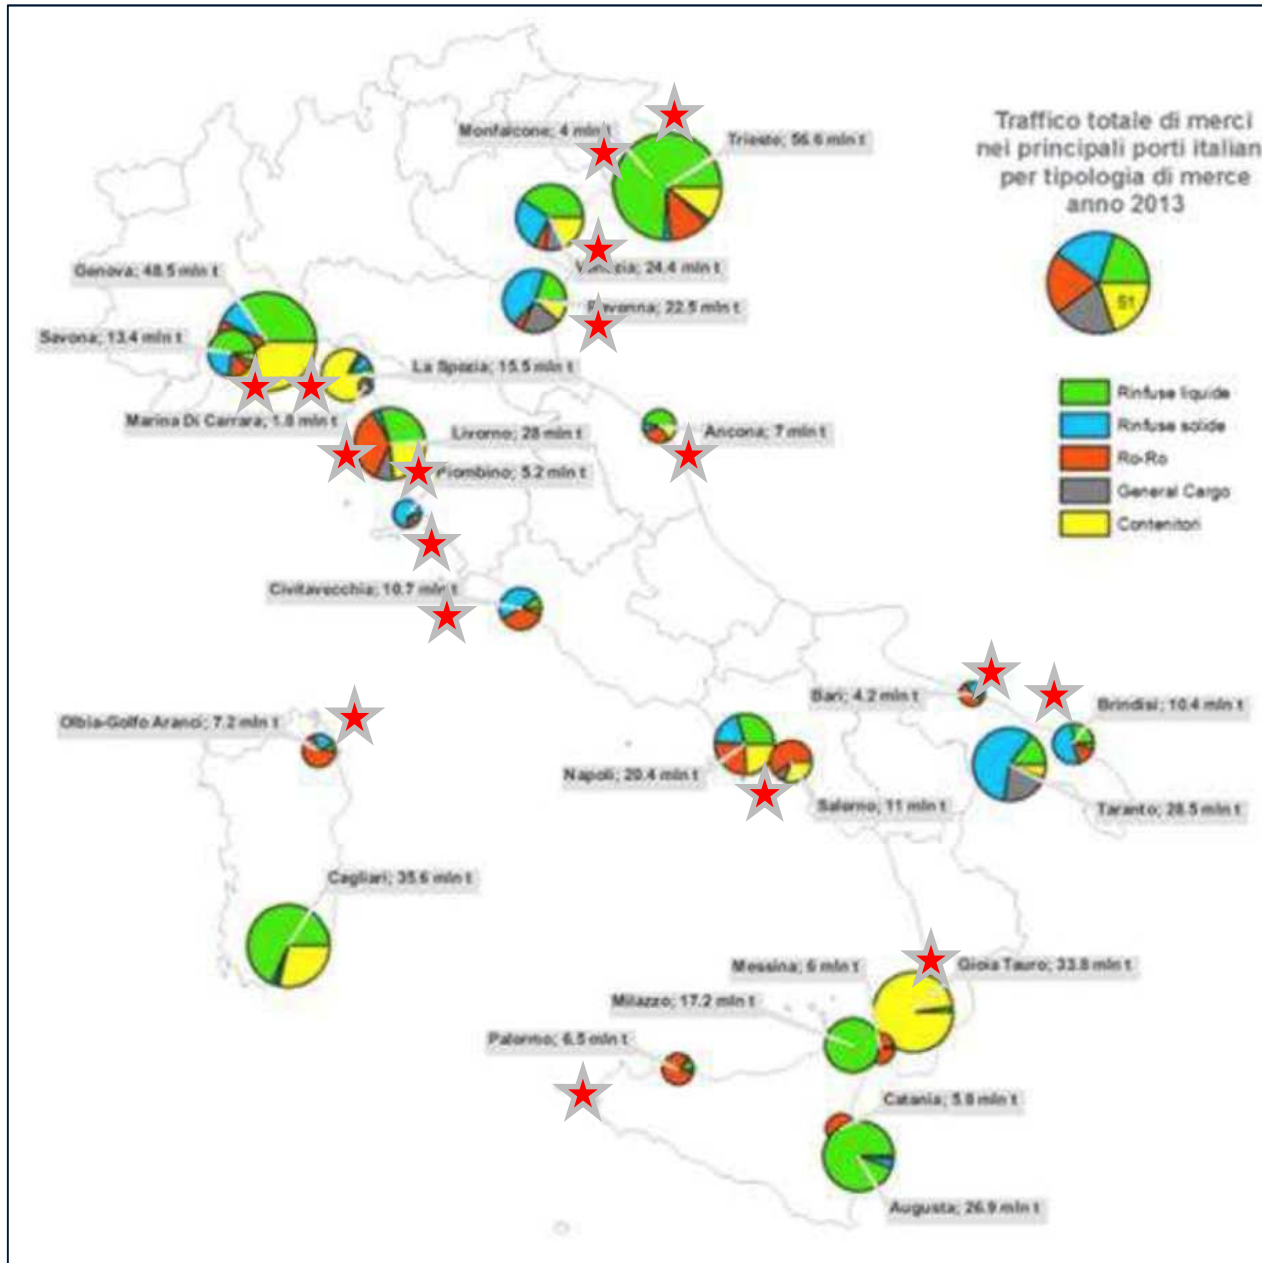 Traffico totale di merci
nei principali porti italian
per tipologia di merce
anno 2013
51
Rinfuse liquide
Rinfuse solide
Ro-Ro
General Cargo
Contenitori
Monfalcone; 4 mln t
Trieste; 56.6 mln t
Venezia; 24.4 mln t
Ravenna; 22.5 mln t
Genova; 48.5 mln t
Savona; 13.4 mln t
La Spezia; 15.5 mln t
Marina Di Carrara; 1.8 mln t
Livorno; 28 mln t
Piombino; 5.2 mln t
Ancona; 7 mln t
Civitavecchia; 10.7 mln t
Olbia-Golfo Aranci; 7.2 mln t
Cagliari; 35.6 mln t
Bari; 4.2 mln t
Brindisi; 10.4 mln t
Napoli; 20.4 mln t
Salerno; 11 mln t
Taranto; 28.5 mln t
Messina; 6 mln t
Gioia Tauro; 33.8 mln t
Milazzo; 17.2 mln t
Palermo; 6.5 mln t
Catania; 5.8 mln t
Augusta; 26.9 mln t